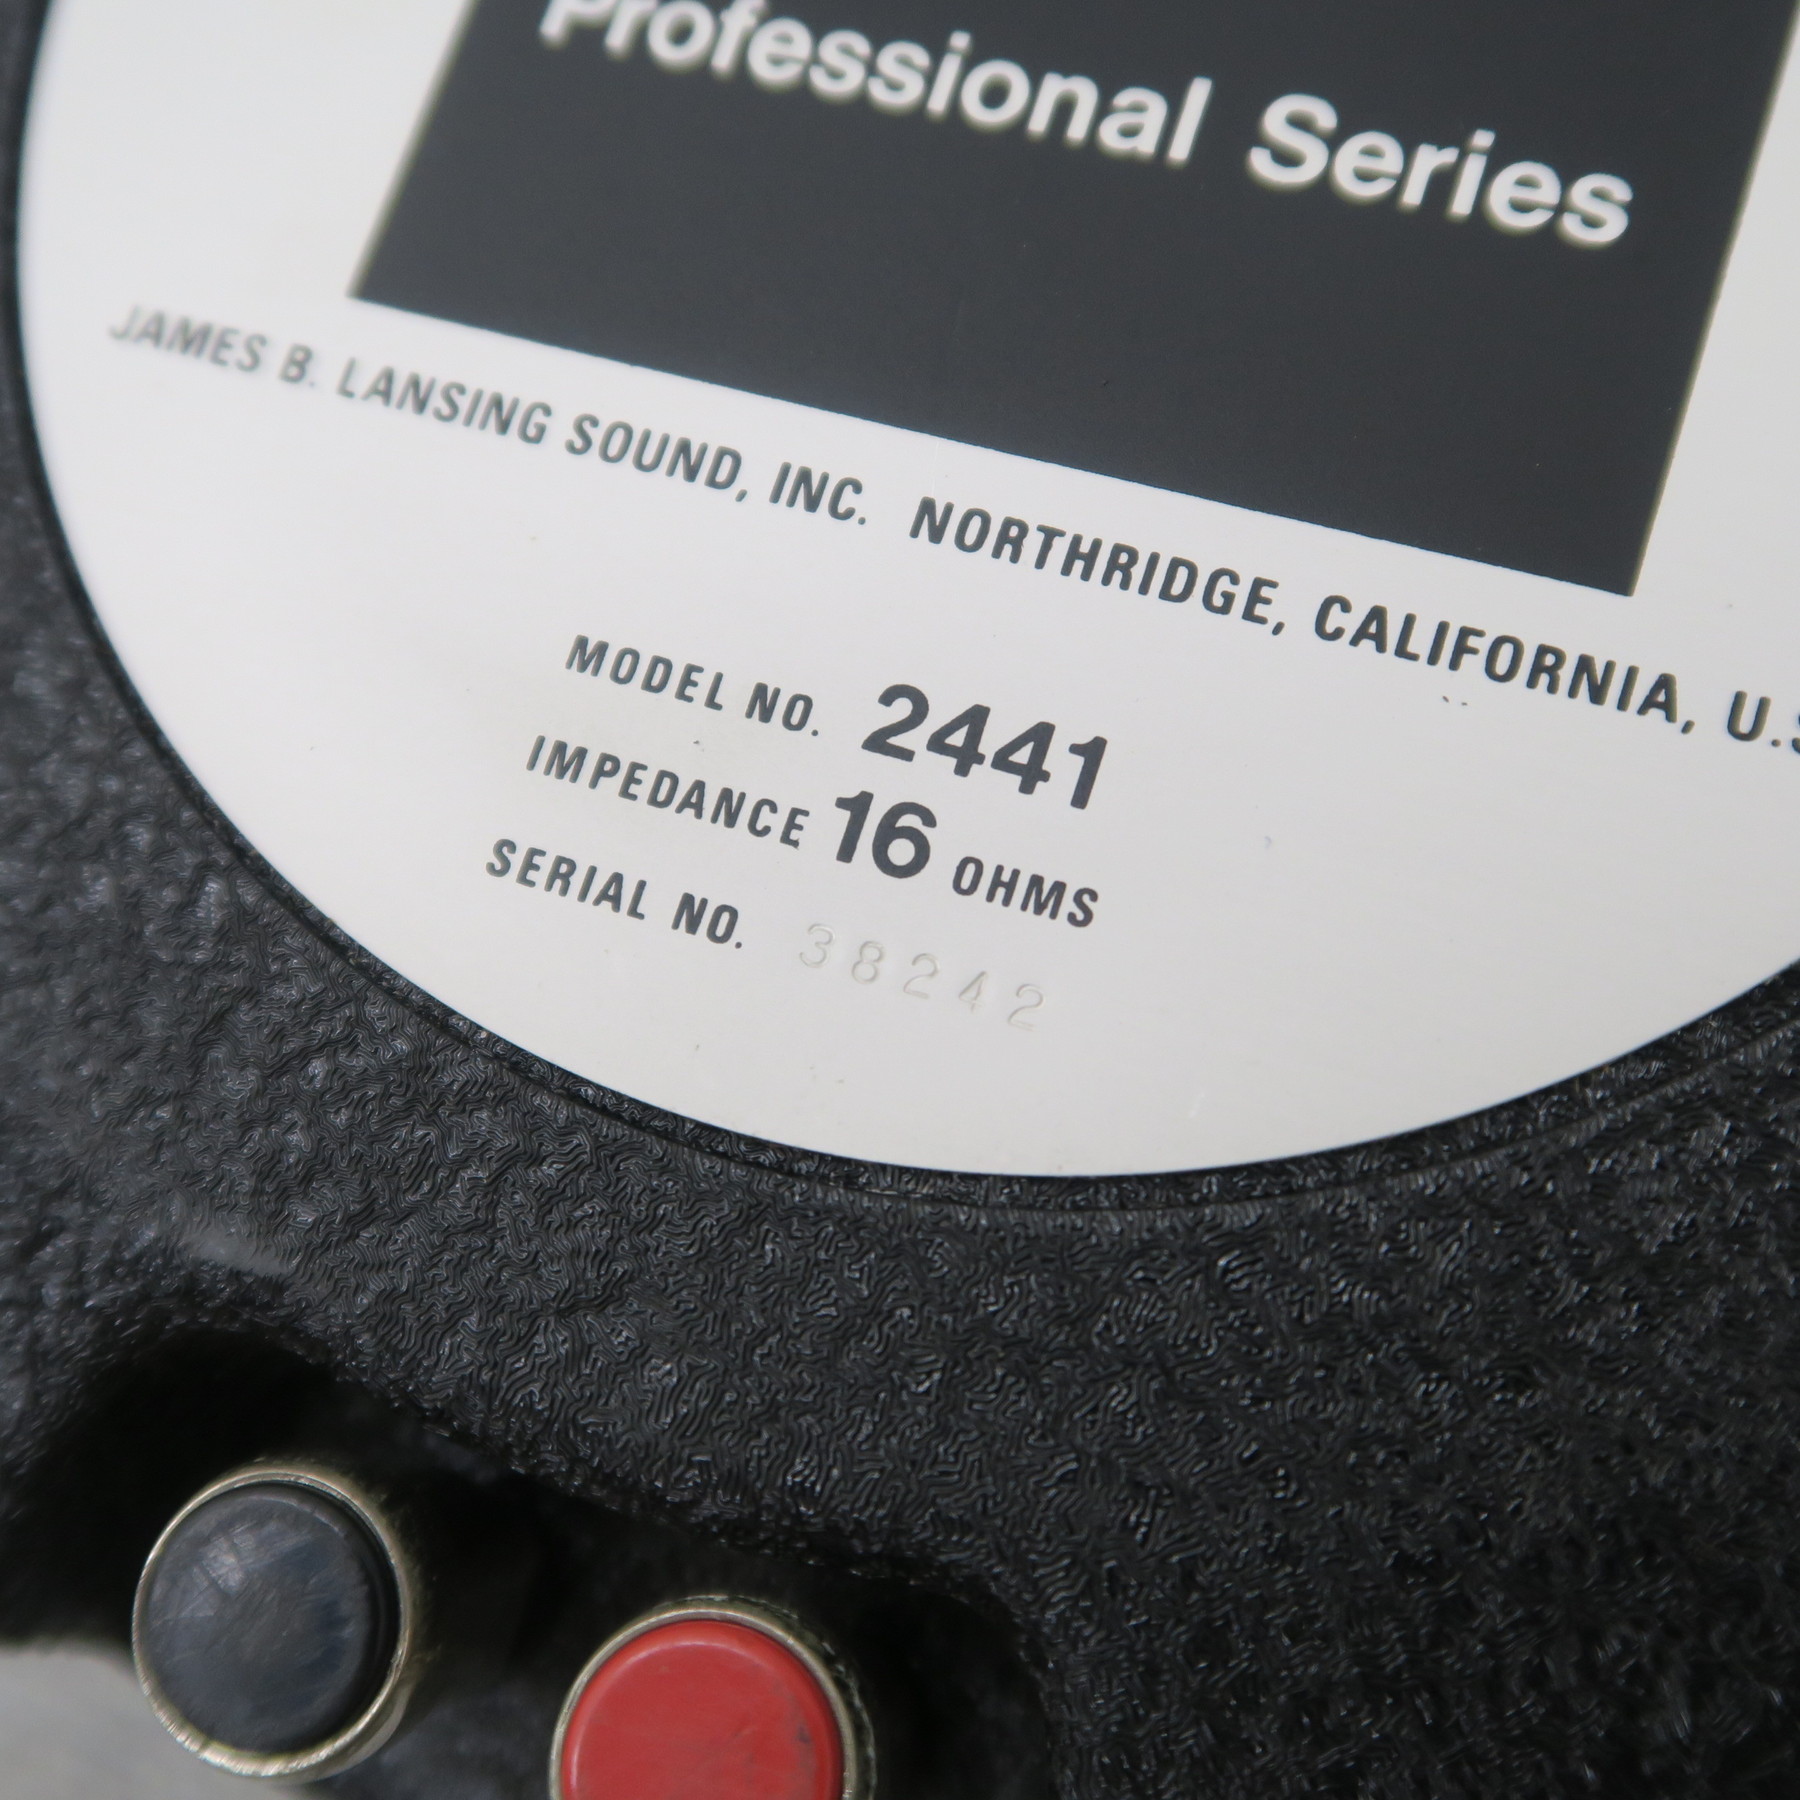 Professional Series
JAMES B. LANSING SOUND, INC. NORTHRIDGE, CALIFORNIA, U.S
MODEL NO. 2441
IMPEDANCE 16 OHMS
SERIAL NO. 38242